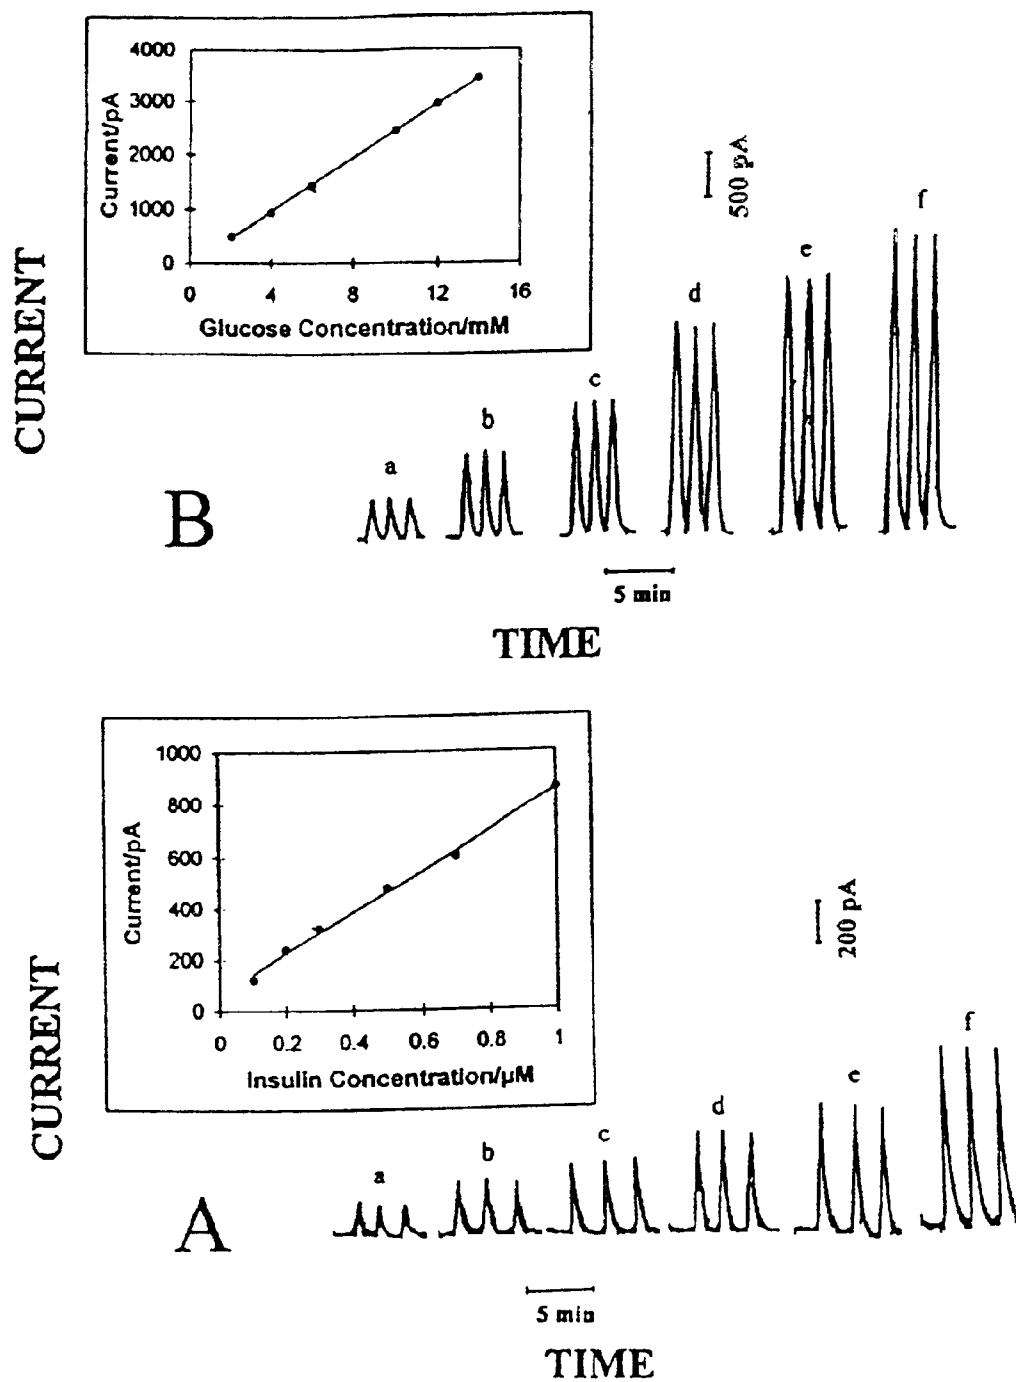 4000
3000
2000
1000
0
Current/pA
0 4 8 12 16
Glucose Concentration/mM
500 pA
CURRENT
B
a
b
c
d
e
f
5 min
TIME
1000
800
600
400
200
0
Current/pA
0 0.2 0.4 0.6 0.8 1
Insulin Concentration/µM
200 pA
CURRENT
A
a
b
c
d
e
f
5 min
TIME